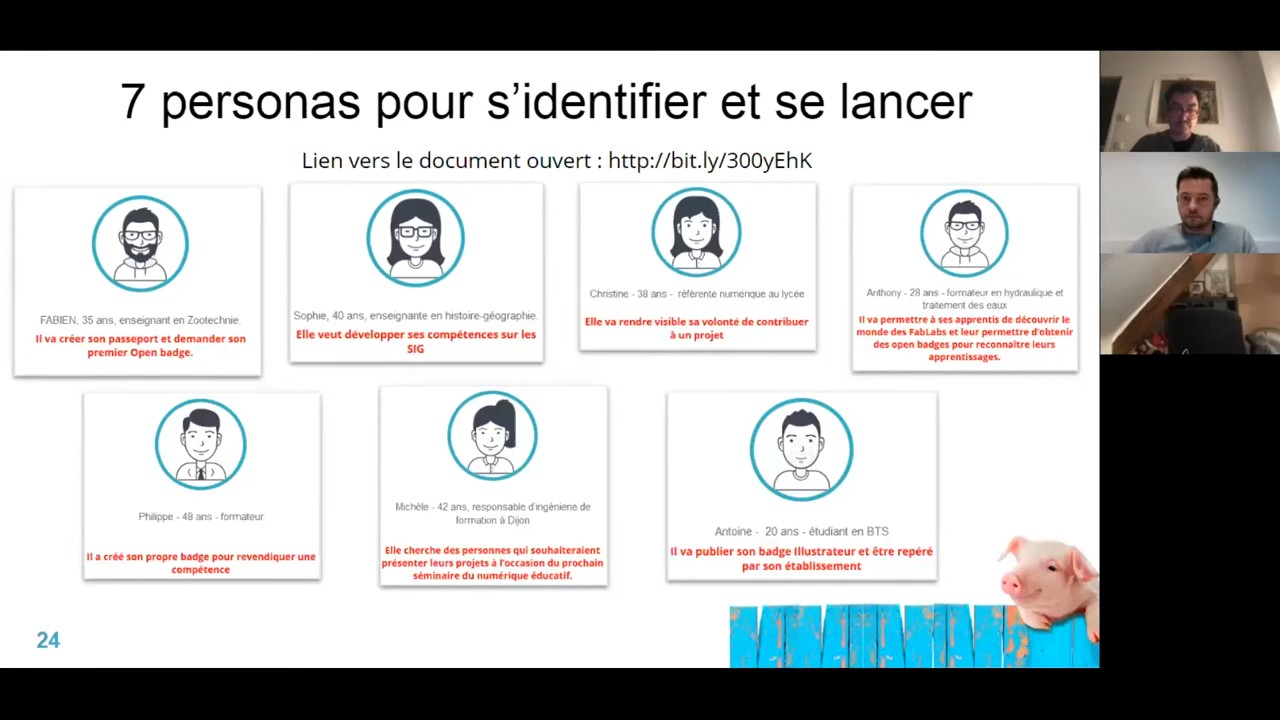 7 personas pour s’identifier et se lancer
Lien vers le document ouvert : http://bit.ly/300yEhK
FABIEN, 35 ans, enseignant en Zootechnie.
Il va créer son passeport et demander son
premier Open badge.
Sophie, 40 ans, enseignante en histoire-géographie.
Elle veut développer ses compétences sur les
SIG
Christine - 38 ans - référente numérique au lycée
Elle va rendre visible sa volonté de contribuer
à un projet
Anthony - 28 ans - formateur en hydraulique et
traitement des eaux
Il va permettre à ses apprentis de découvrir le
monde des FabLabs et leur permettre d'obtenir
des open badges pour reconnaître leurs
apprentissages.
Philippe - 48 ans - formateur
Il a créé son propre badge pour revendiquer une
compétence
Michèle - 42 ans, responsable d'ingénierie de
formation à Dijon
Elle cherche des personnes qui souhaiteraient
présenter leurs projets à l'occasion du prochain
séminaire du numérique éducatif.
Antoine - 20 ans - étudiant en BTS
Il va publier son badge Illustrateur et être repéré
par son établissement
24